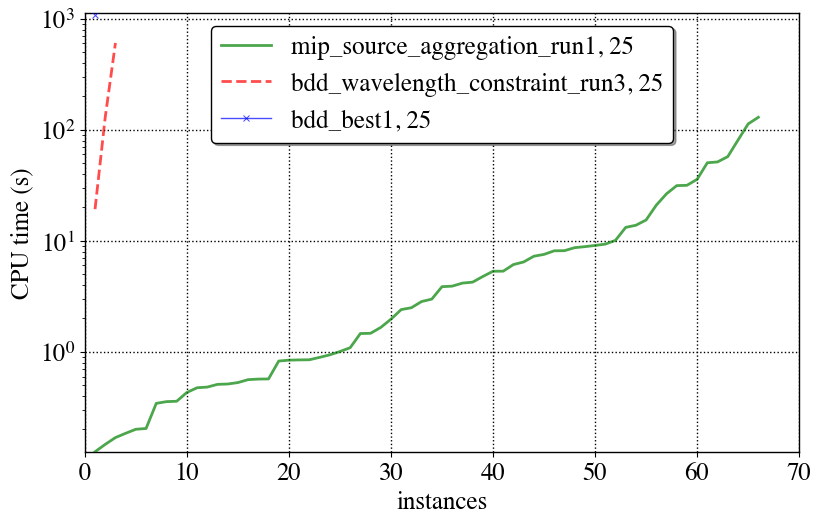 10³
10²
10¹
10⁰
CPU time (s)
mip_source_aggregation_run1, 25
bdd_wavelength_constraint_run3, 25
bdd_best1, 25
0 10 20 30 40 50 60 70
instances